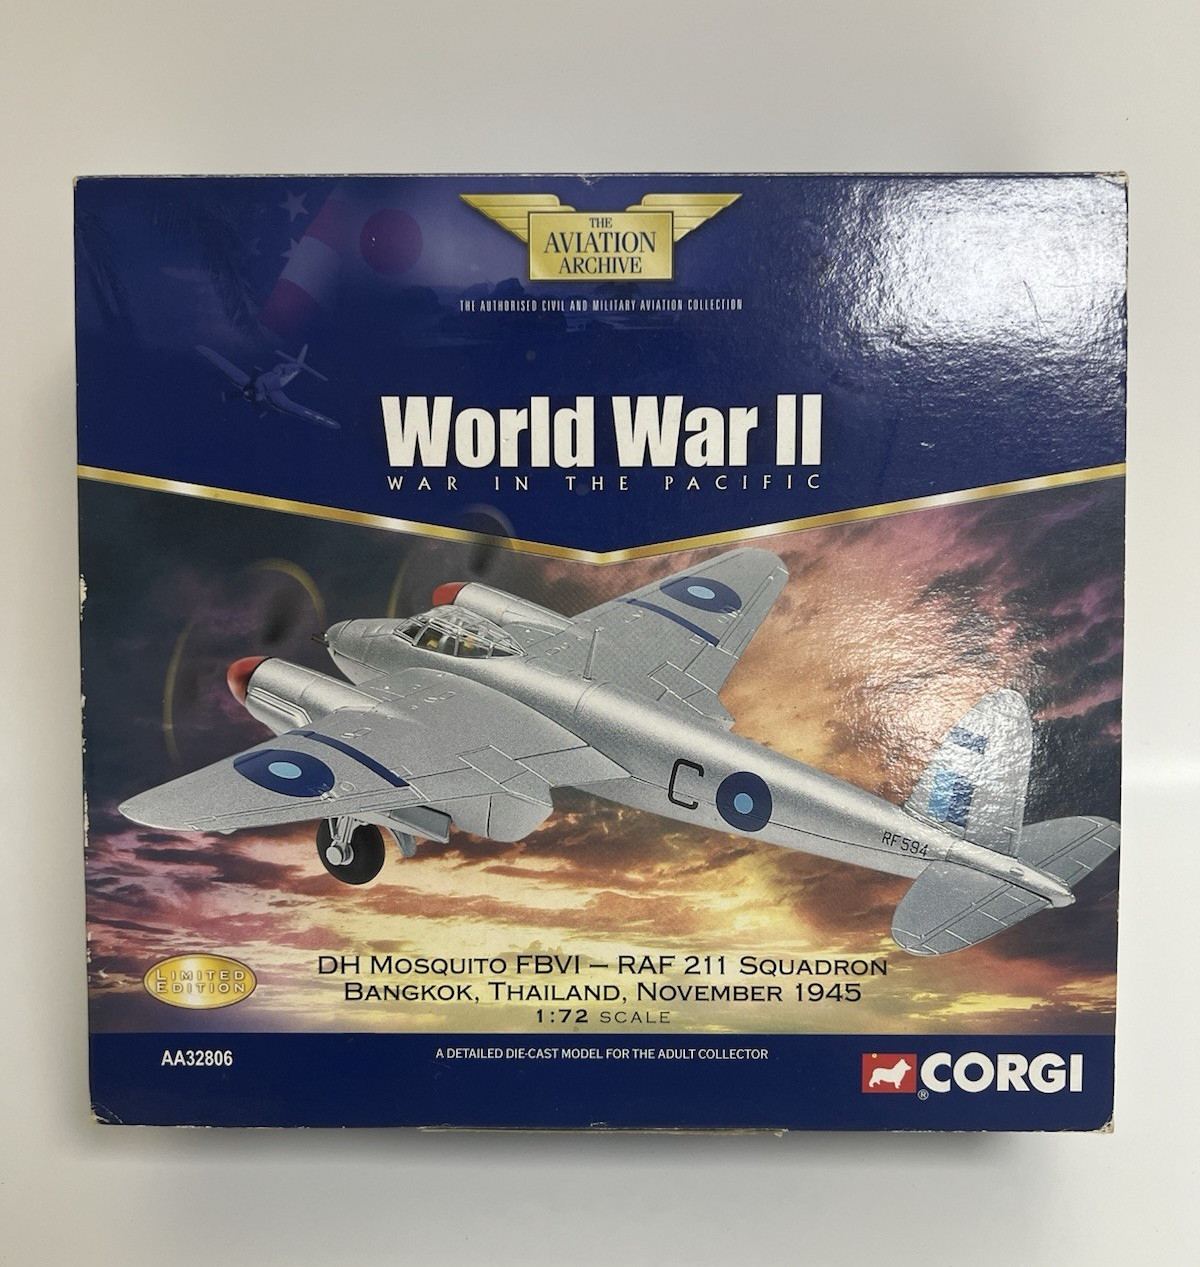 THE
AVIATION
ARCHIVE
THE AUTHORISED CIVIL AND MILITARY AVIATION COLLECTION
World War II
WAR IN THE PACIFIC
C
RF594
LIMITED
EDITION
DH MOSQUITO FBVI – RAF 211 SQUADRON
BANGKOK, THAILAND, NOVEMBER 1945
1:72 SCALE
AA32806
A DETAILED DIE-CAST MODEL FOR THE ADULT COLLECTOR
® CORGI